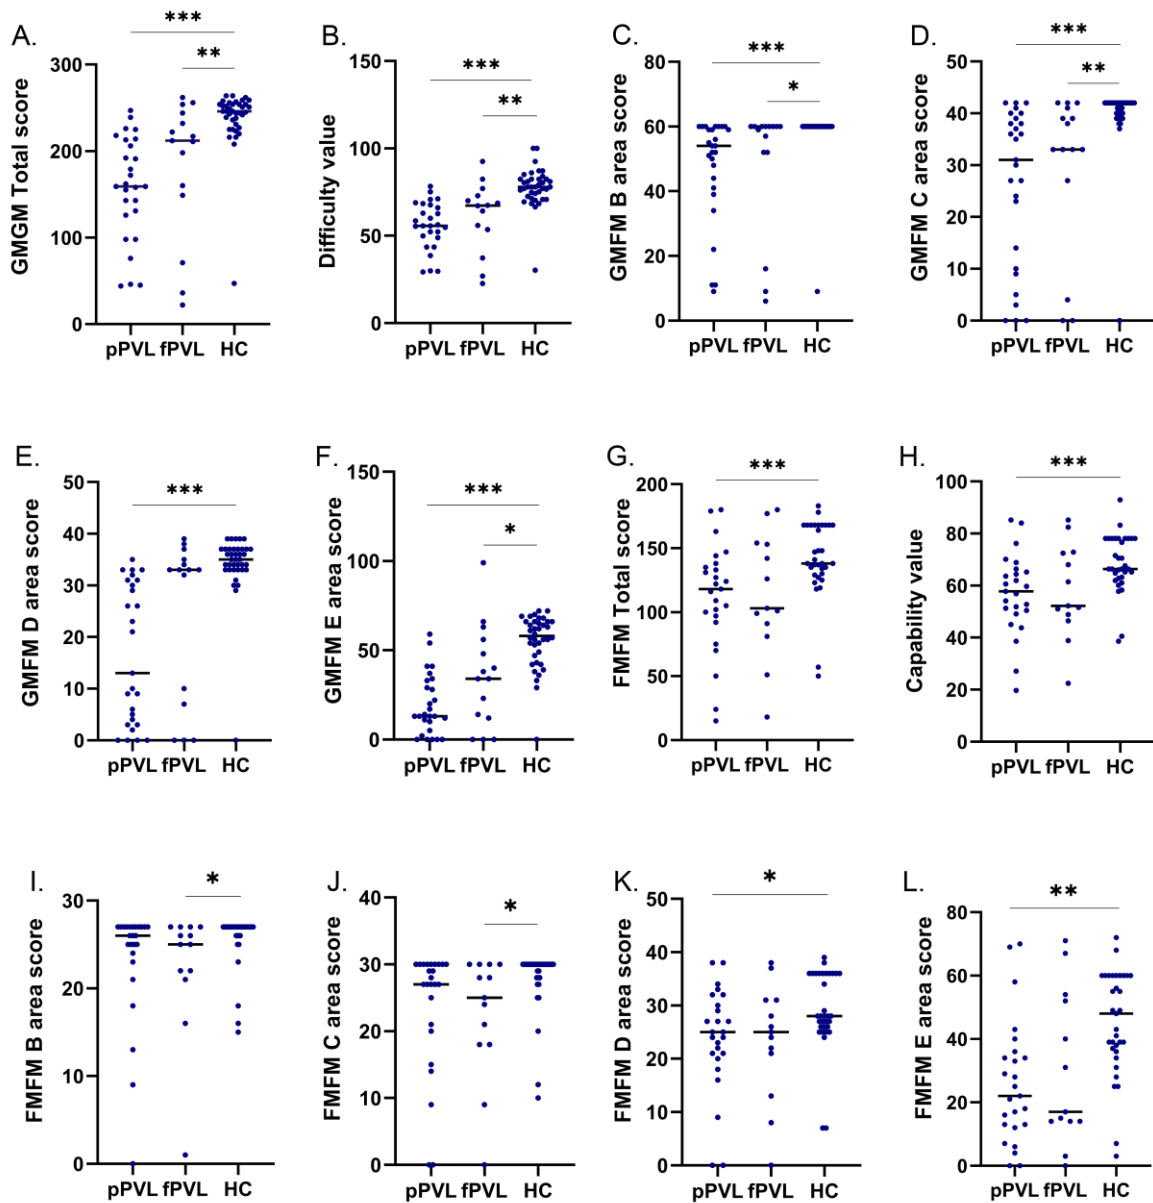 A.
***
**
GMGM Total score
300
200
100
0
pPVL fPVL HC
B.
***
**
Difficulty value
150
100
50
0
pPVL fPVL HC
C.
***
*
GMFM B area score
80
60
40
20
0
pPVL fPVL HC
D.
***
**
GMFM C area score
50
40
30
20
10
0
pPVL fPVL HC
E.
***
GMFM D area score
50
40
30
20
10
0
pPVL fPVL HC
F.
***
*
GMFM E area score
150
100
50
0
pPVL fPVL HC
G.
***
FMFM Total score
200
150
100
50
0
pPVL fPVL HC
H.
***
Capability value
100
80
60
40
20
0
pPVL fPVL HC
I.
*
FMFM B area score
30
20
10
0
pPVL fPVL HC
J.
*
FMFM C area score
40
30
20
10
0
pPVL fPVL HC
K.
*
FMFM D area score
50
40
30
20
10
0
pPVL fPVL HC
L.
**
FMFM E area score
80
60
40
20
0
pPVL fPVL HC